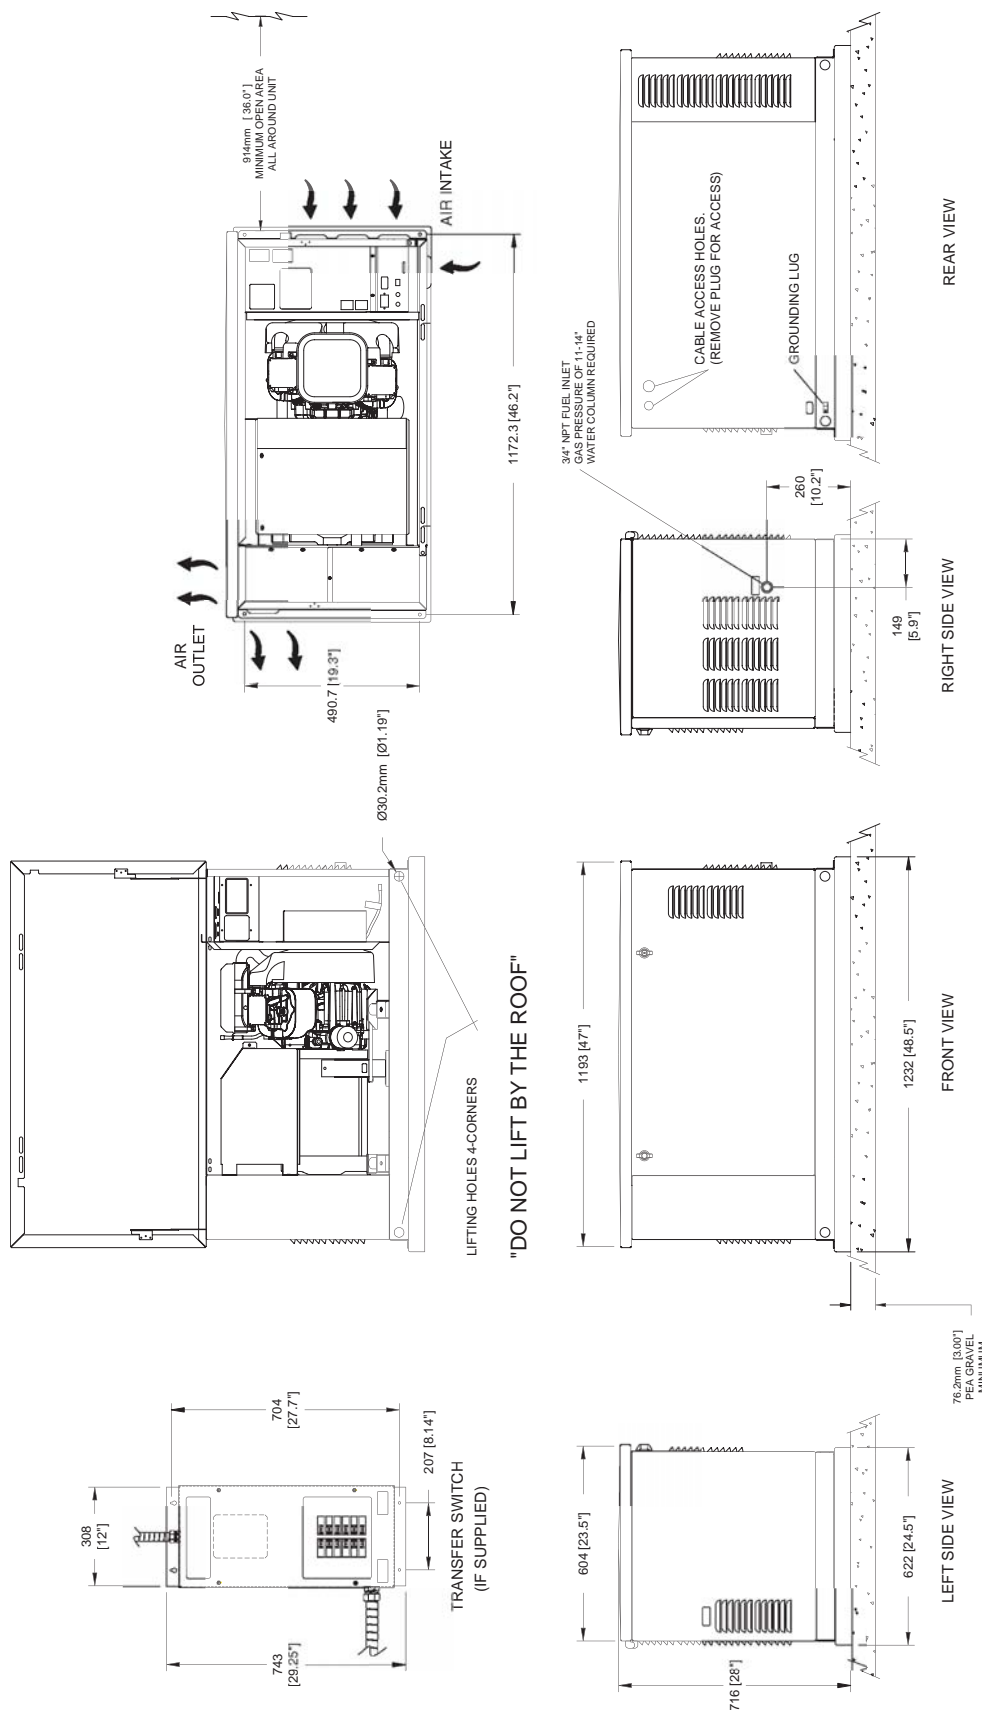 914mm [36.0"]
MINIMUM OPEN AREA
ALL AROUND UNIT
AIR INTAKE
AIR
OUTLET
1172.3 [46.2"]
490.7 [19.3"]
Ø30.2mm [Ø1.19"]
LIFTING HOLES 4-CORNERS
"DO NOT LIFT BY THE ROOF"
704
[27.7"]
308
[12"]
207 [8.14"]
743
[29.25"]
TRANSFER SWITCH
(IF SUPPLIED)
CABLE ACCESS HOLES.
(REMOVE PLUG FOR ACCESS)
GROUNDING LUG
REAR VIEW
3/4" NPT FUEL INLET
GAS PRESSURE OF 11-14"
WATER COLUMN REQUIRED
260
[10.2"]
149
[5.9"]
RIGHT SIDE VIEW
1193 [47"]
1232 [48.5"]
FRONT VIEW
76.2mm [3.00"]
PEA GRAVEL
MINIMUM
604 [23.5"]
622 [24.5"]
716 [28"]
LEFT SIDE VIEW